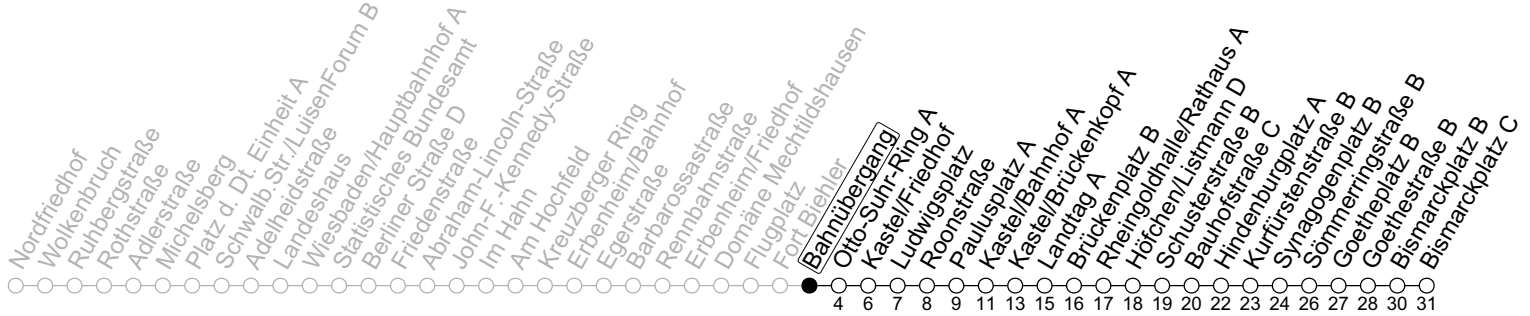 Nordfriedhof
Wolkenbruch
Ruhbergstraße
Rothstraße
Adlerstraße
Michelsberg
Platz d. Dt. Einheit A
Schwalb.Str./LuisenForum B
Adelheidstraße
Landeshaus
Wiesbaden/Hauptbahnhof A
Statistisches Bundesamt
Berliner Straße D
Friedenstraße
Abraham-Lincoln-Straße
John-F.-Kennedy-Straße
Im Hahn
Am Hochfeld
Kreuzberger Ring
Erbenheim/Bahnhof
Egerstraße
Barbarossastraße
Rennbahnstraße
Erbenheim/Friedhof
Domäne Mechtildshausen
Flugplatz
Fort Biehler
Bahnübergang
Otto-Suhr-Ring A
Kastel/Friedhof
Ludwigsplatz
Roonstraße
Paulusplatz A
Kastel/Bahnhof A
Kastel/Brückenkopf A
Landtag A
Brückenplatz B
Rheingoldhalle/Rathaus A
Höfchen/Listmann D
Schusterstraße B
Bauhofstraße C
Hindenburgplatz A
Kurfürstenstraße B
Synagogenplatz B
Sömmerringstraße B
Goetheplatz B
Goethestraße B
Bismarckplatz B
Bismarckplatz C
4 6 7 8 9 11 13 15 16 17 18 19 20 22 23 24 26 27 28 30 31